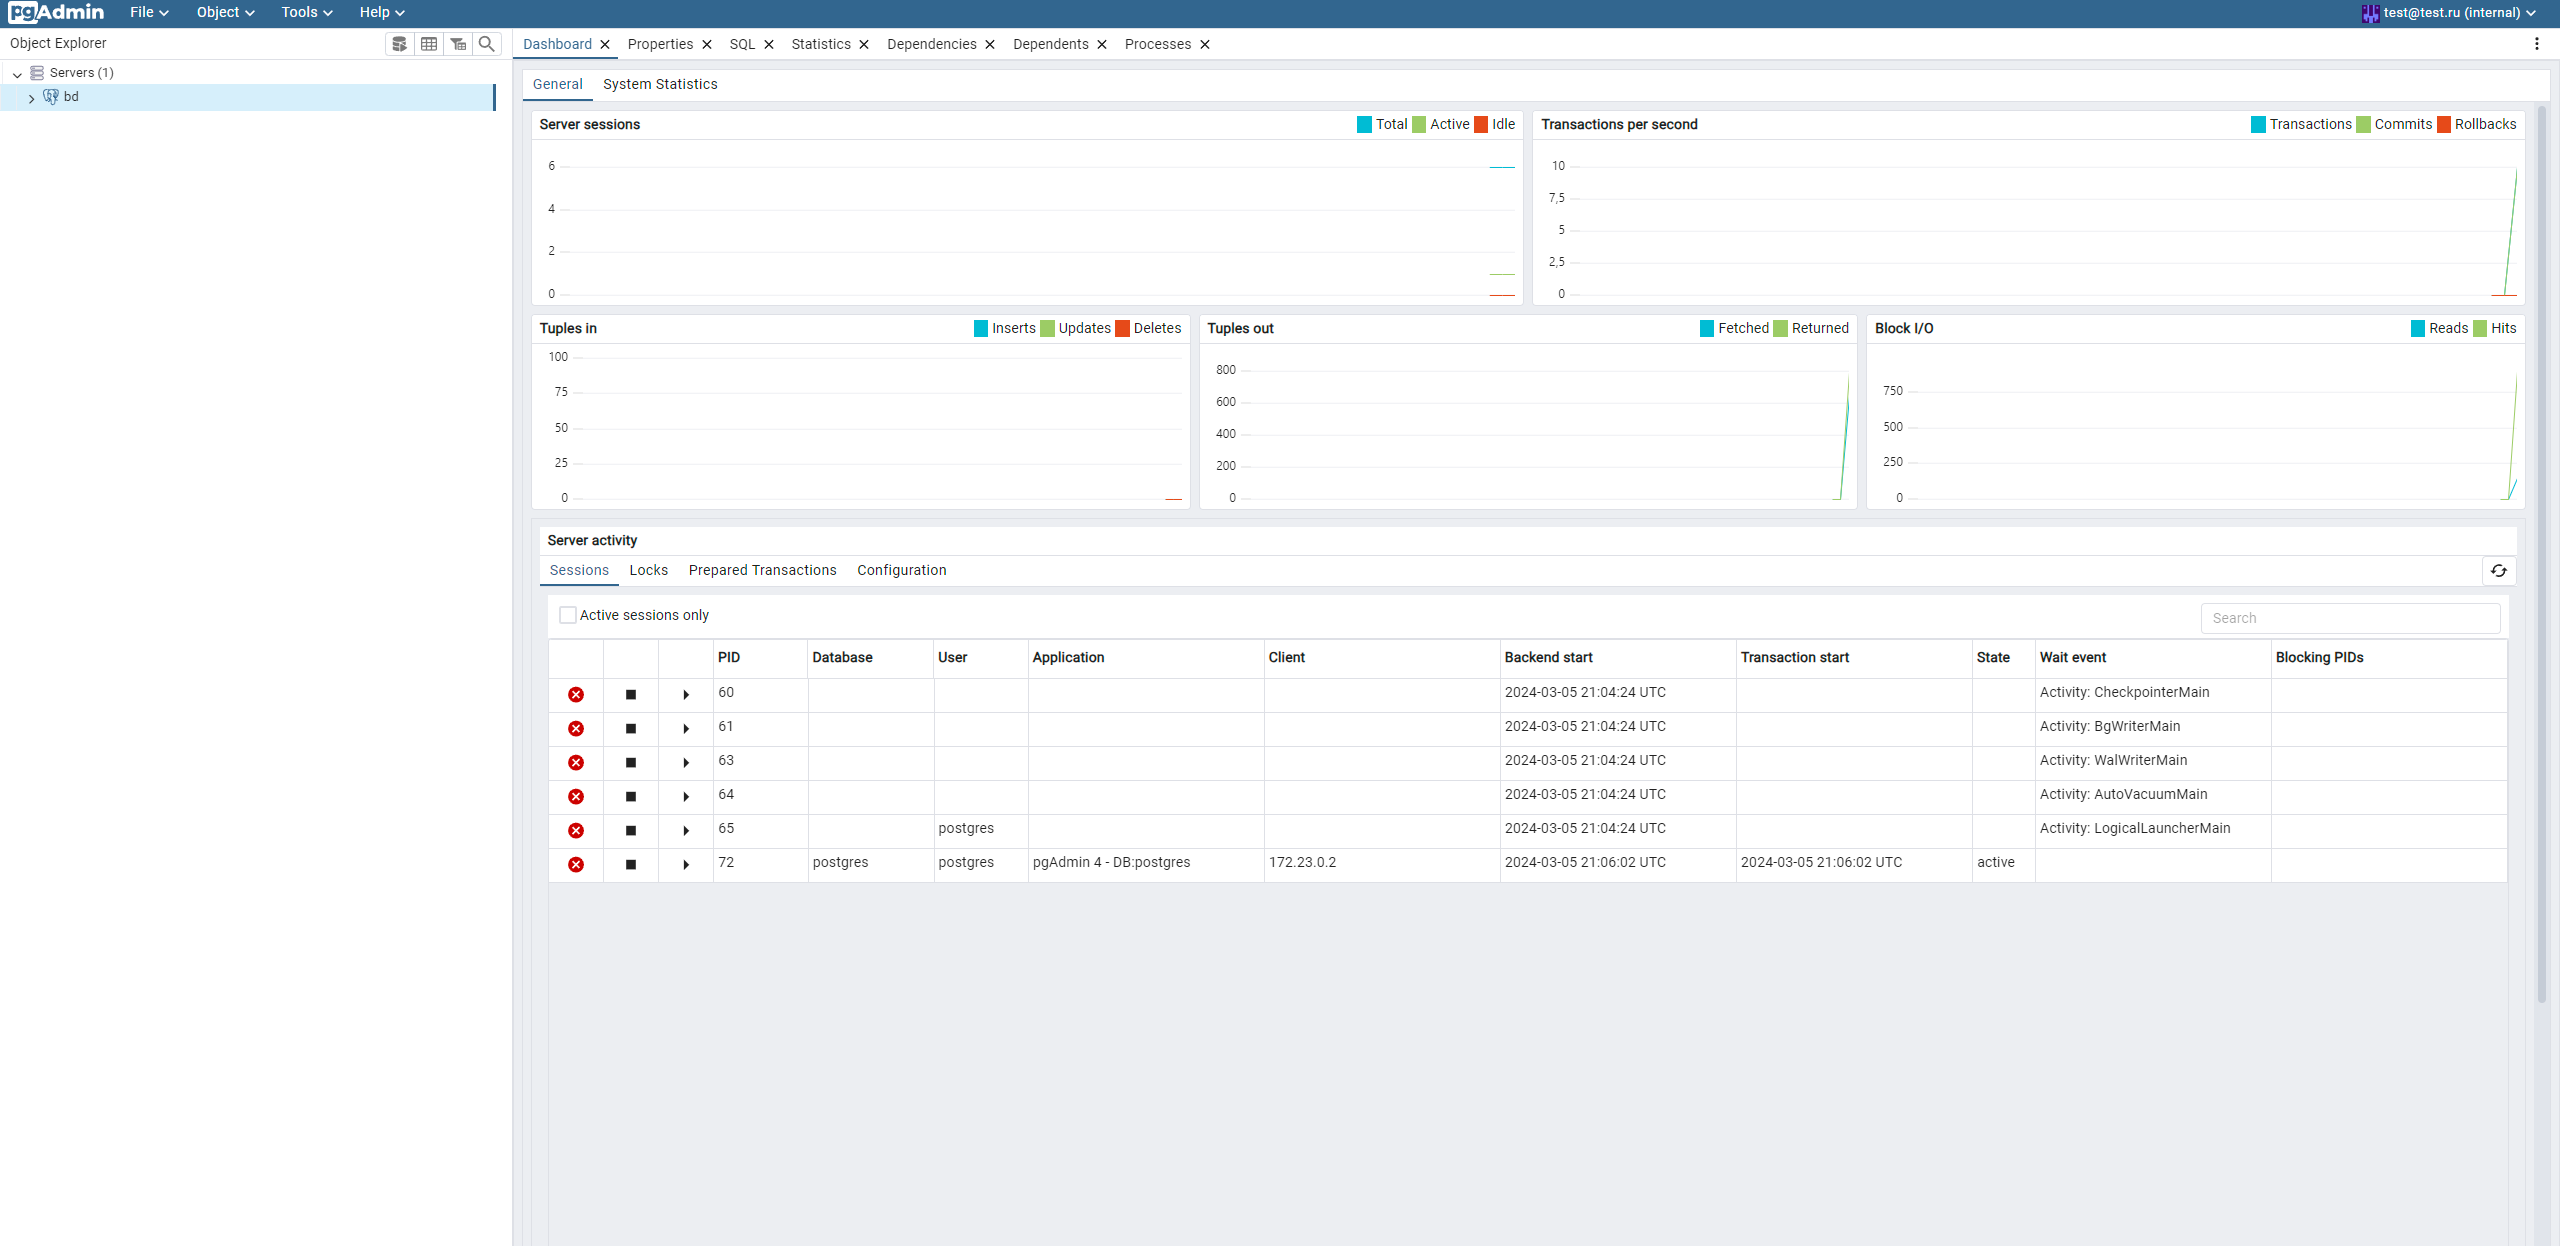 pgAdmin File Object Tools Help test@test.ru (internal)
Object Explorer Dashboard Properties SQL Statistics Dependencies Dependents Processes
Servers (1)
bd
General System Statistics
Server sessions Total Active Idle
6
4
2
0
Transactions per second Transactions Commits Rollbacks
10
7,5
5
2,5
0
Tuples in Inserts Updates Deletes
100
75
50
25
0
Tuples out Fetched Returned
800
600
400
200
0
Block I/O Reads Hits
750
500
250
0
Server activity
Sessions Locks Prepared Transactions Configuration
Active sessions only Search
PID Database User Application Client Backend start Transaction start State Wait event Blocking PIDs
60 2024-03-05 21:04:24 UTC Activity: CheckpointerMain
61 2024-03-05 21:04:24 UTC Activity: BgWriterMain
63 2024-03-05 21:04:24 UTC Activity: WalWriterMain
64 2024-03-05 21:04:24 UTC Activity: AutoVacuumMain
65 postgres 2024-03-05 21:04:24 UTC Activity: LogicalLauncherMain
72 postgres postgres pgAdmin 4 - DB:postgres 172.23.0.2 2024-03-05 21:06:02 UTC 2024-03-05 21:06:02 UTC active